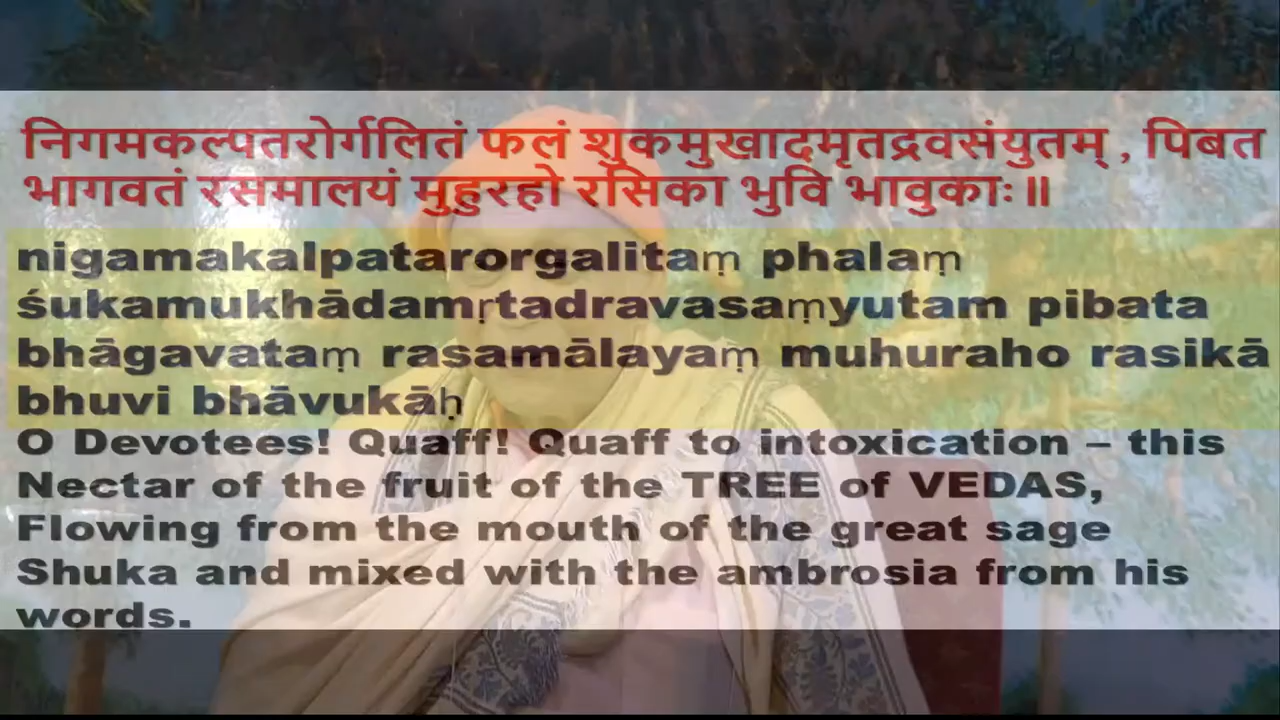 निगमकल्पतरोर्गलितं फलं शुकमुखादमृतद्रवसंयुतम् , पिबत
भागवतं रसमालयं मुहुरहो रसिका भुवि भावुकाः॥
nigamakalpatarorgalitaṃ phalaṃ
śukamukhādamṛtadravasaṃyutam pibata
bhāgavataṃ rasamālayaṃ muhuraho rasikā
bhuvi bhāvukāḥ
O Devotees! Quaff! Quaff to intoxication – this
Nectar of the fruit of the TREE of VEDAS,
Flowing from the mouth of the great sage
Shuka and mixed with the ambrosia from his
words.